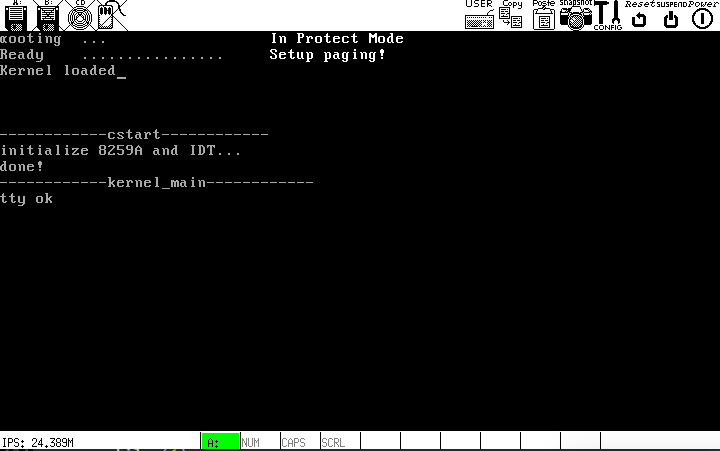 A: B: CD USER Copy Paste snapshot CONFIG Reset SUSPEND Power
ooting ... In Protect Mode
Ready ................ Setup paging!
Kernel loaded_
------------cstart------------
initialize 8259A and IDT...
done!
------------kernel_main------------
tty ok
IPS: 24.389M A: NUM CAPS SCRL